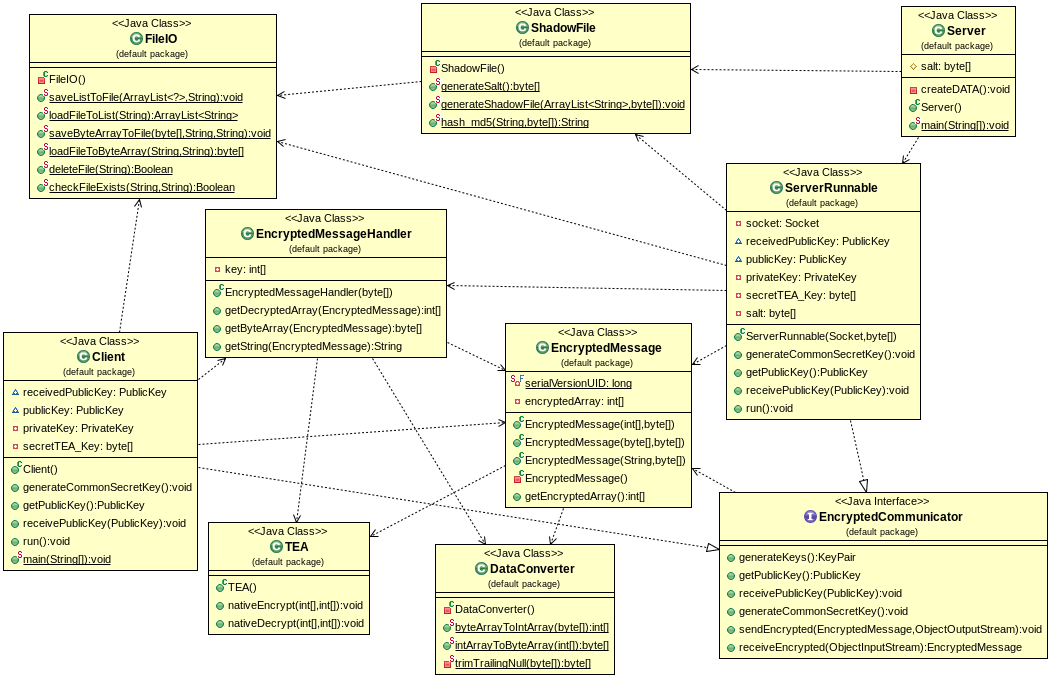 <<Java Class>>
FileIO
(default package)
FileIO()
saveListToFile(ArrayList<?>,String):void
loadFileToList(String):ArrayList<String>
saveByteArrayToFile(byte[],String,String):void
loadFileToByteArray(String,String):byte[]
deleteFile(String):Boolean
checkFileExists(String,String):Boolean
<<Java Class>>
ShadowFile
(default package)
ShadowFile()
generateSalt():byte[]
generateShadowFile(ArrayList<String>,byte[]):void
hash_md5(String,byte[]):String
<<Java Class>>
Server
(default package)
salt: byte[]
createDATA():void
Server()
main(String[]):void
<<Java Class>>
ServerRunnable
(default package)
socket: Socket
receivedPublicKey: PublicKey
publicKey: PublicKey
privateKey: PrivateKey
secretTEA_Key: byte[]
salt: byte[]
ServerRunnable(Socket,byte[])
generateCommonSecretKey():void
getPublicKey():PublicKey
receivePublicKey(PublicKey):void
run():void
<<Java Class>>
EncryptedMessageHandler
(default package)
key: int[]
EncryptedMessageHandler(byte[])
getDecryptedArray(EncryptedMessage):int[]
getByteArray(EncryptedMessage):byte[]
getString(EncryptedMessage):String
<<Java Class>>
EncryptedMessage
(default package)
serialVersionUID: long
encryptedArray: int[]
EncryptedMessage(int[],byte[])
EncryptedMessage(byte[],byte[])
EncryptedMessage(String,byte[])
EncryptedMessage()
getEncryptedArray():int[]
<<Java Class>>
Client
(default package)
receivedPublicKey: PublicKey
publicKey: PublicKey
privateKey: PrivateKey
secretTEA_Key: byte[]
Client()
generateCommonSecretKey():void
getPublicKey():PublicKey
receivePublicKey(PublicKey):void
run():void
main(String[]):void
<<Java Class>>
TEA
(default package)
TEA()
nativeEncrypt(int[],int[]):void
nativeDecrypt(int[],int[]):void
<<Java Class>>
DataConverter
(default package)
DataConverter()
byteArrayToIntArray(byte[]):int[]
intArrayToByteArray(int[]):byte[]
trimTrailingNull(byte[]):byte[]
<<Java Interface>>
EncryptedCommunicator
(default package)
generateKeys():KeyPair
getPublicKey():PublicKey
receivePublicKey(PublicKey):void
generateCommonSecretKey():void
sendEncrypted(EncryptedMessage,ObjectOutputStream):void
receiveEncrypted(ObjectInputStream):EncryptedMessage